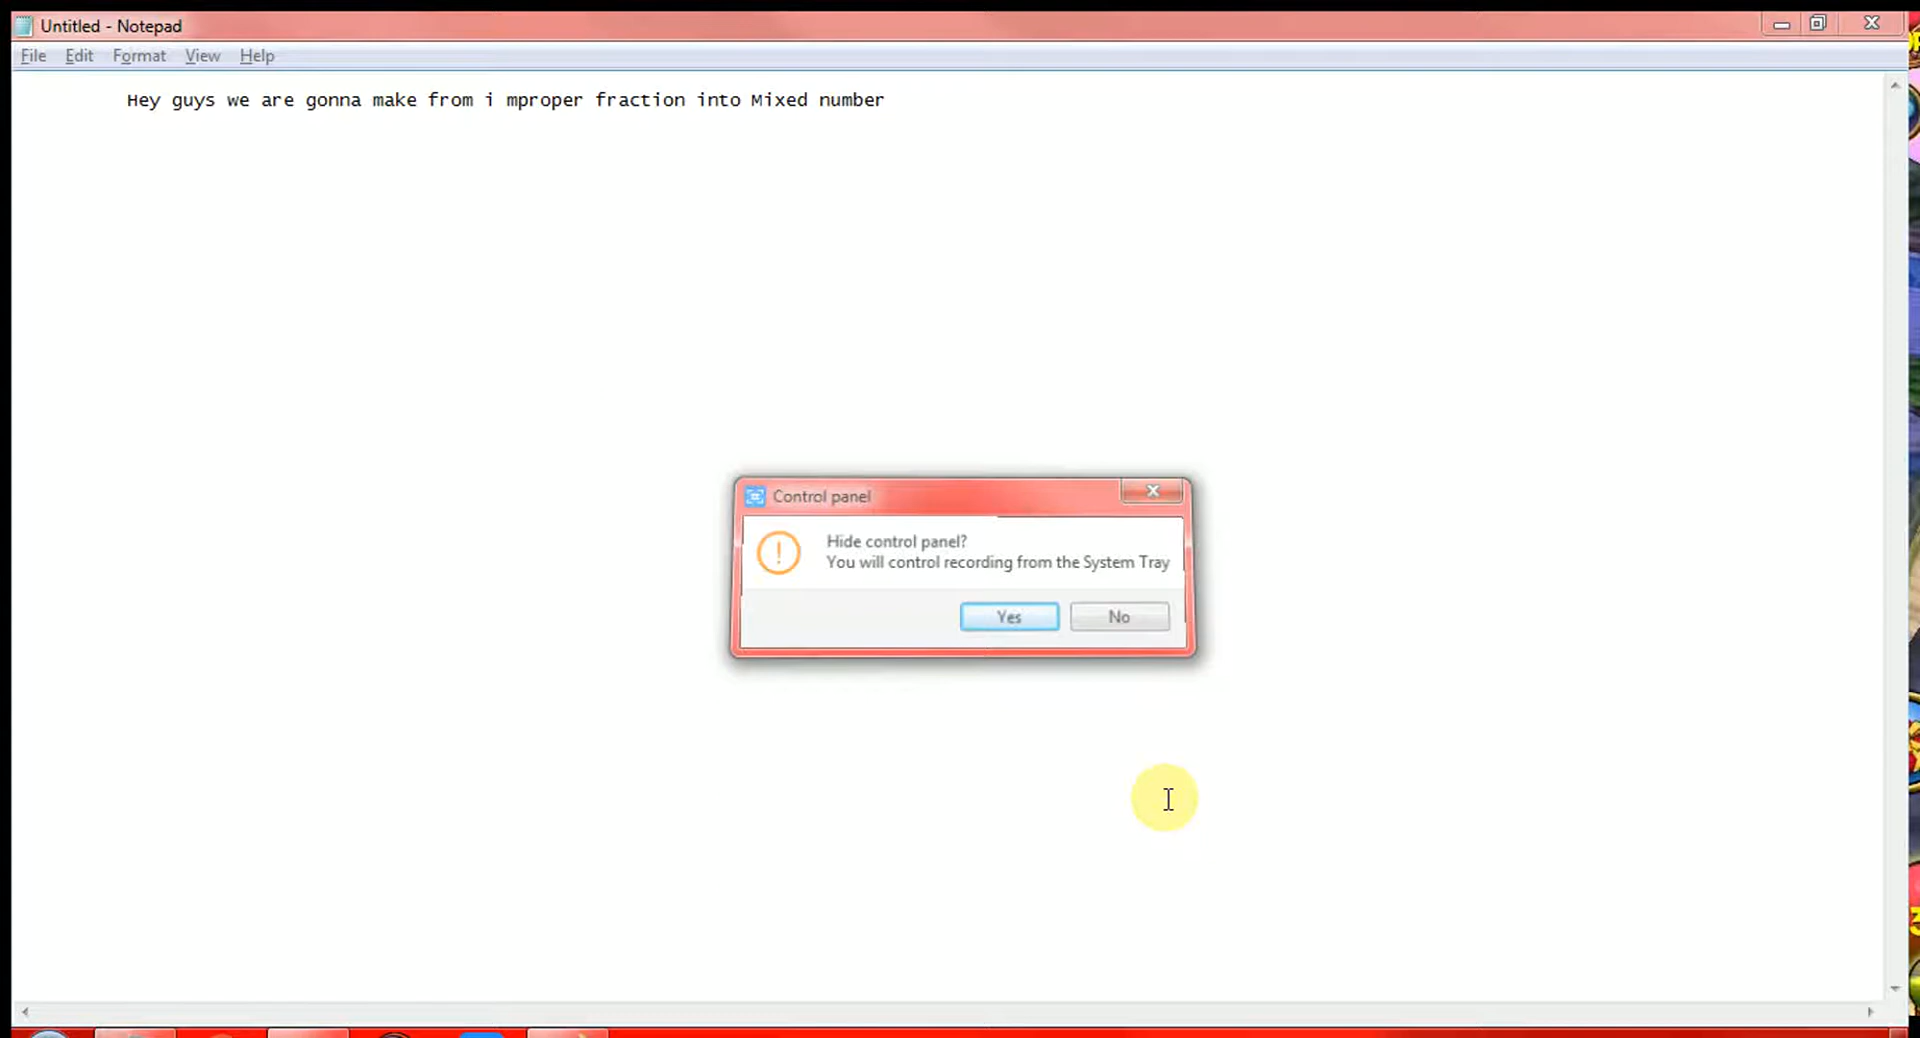 Untitled - Notepad
File Edit Format View Help
Hey guys we are gonna make from i mproper fraction into Mixed number
Control panel
Hide control panel?
You will control recording from the System Tray
Yes No